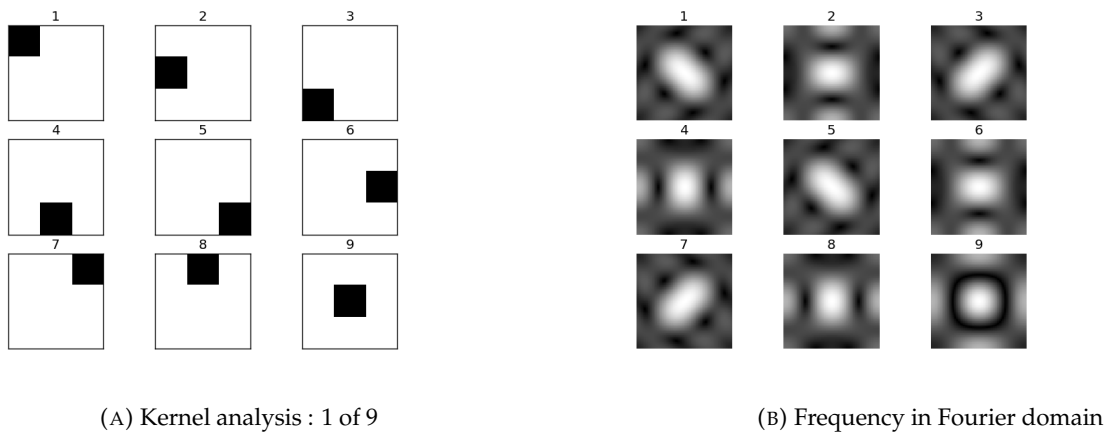 1 2 3 1 2 3
4 5 6 4 5 6
7 8 9 7 8 9
(A) Kernel analysis : 1 of 9 (B) Frequency in Fourier domain